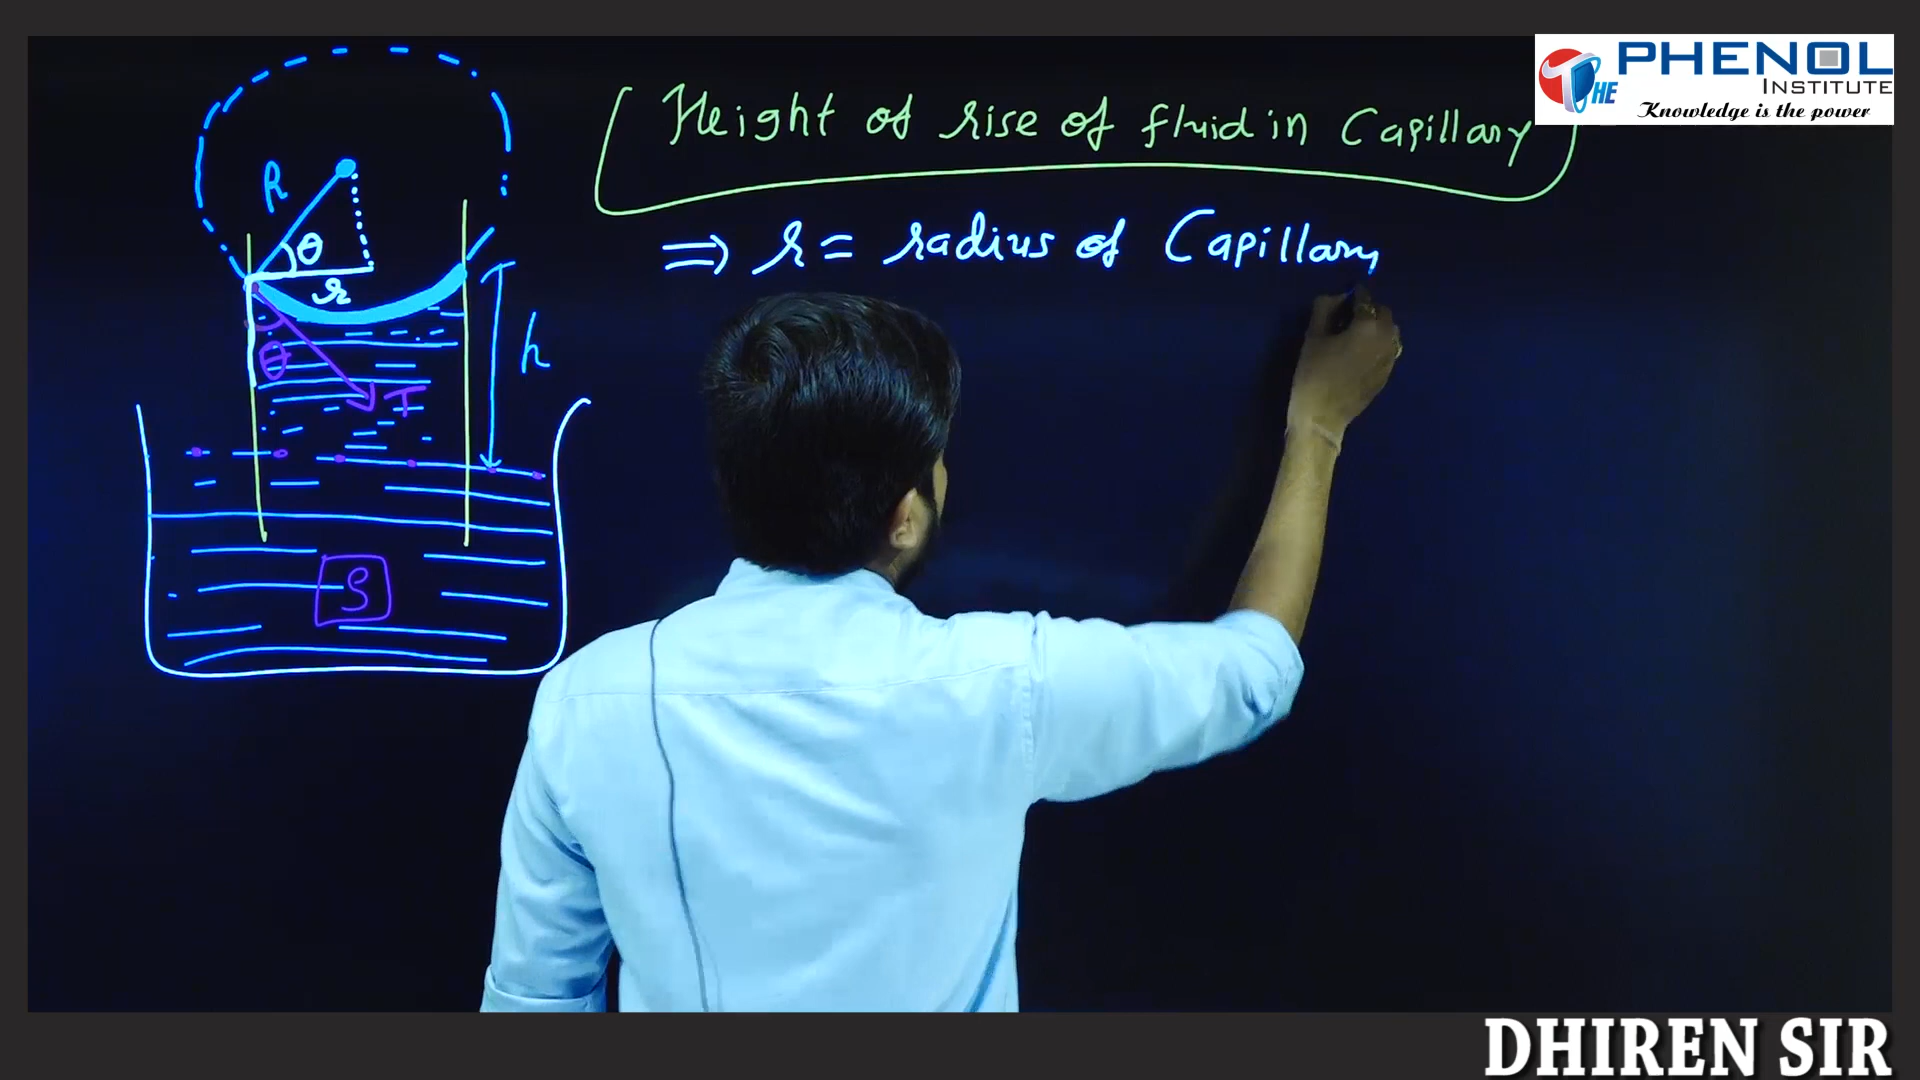 THE PHENOL
INSTITUTE
Knowledge is the power
Height of rise of fluid in Capillary
⇒ r = radius of Capillary
R
θ
r
h
θ
T
S
DHIREN SIR